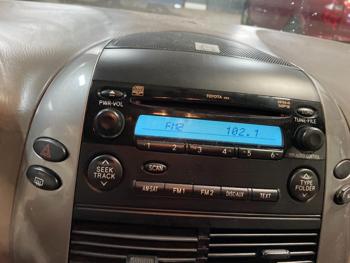 TOYOTA
PWR·VOL
TUNE·FILE
FM2 102.1
1 2 3 4 5 6
SEEK
TRACK
SCAN
TYPE
FOLDER
AM·SAT FM1 FM2 DISC·AUX TEXT